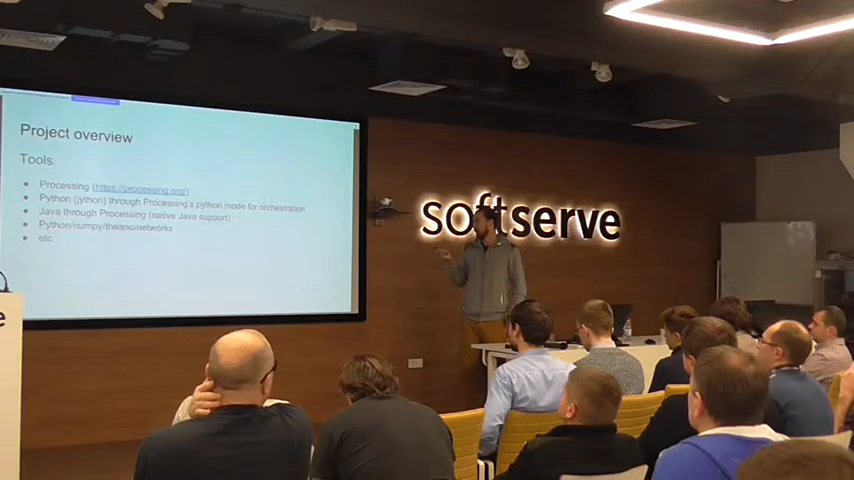 Project overview
Tools
• Processing (https://processing.org/)
• Python (jython) through Processing's python mode for orchestration
• Java through Processing (native Java support)
• Python/numpy/theano/networkx
• etc
softserve
e